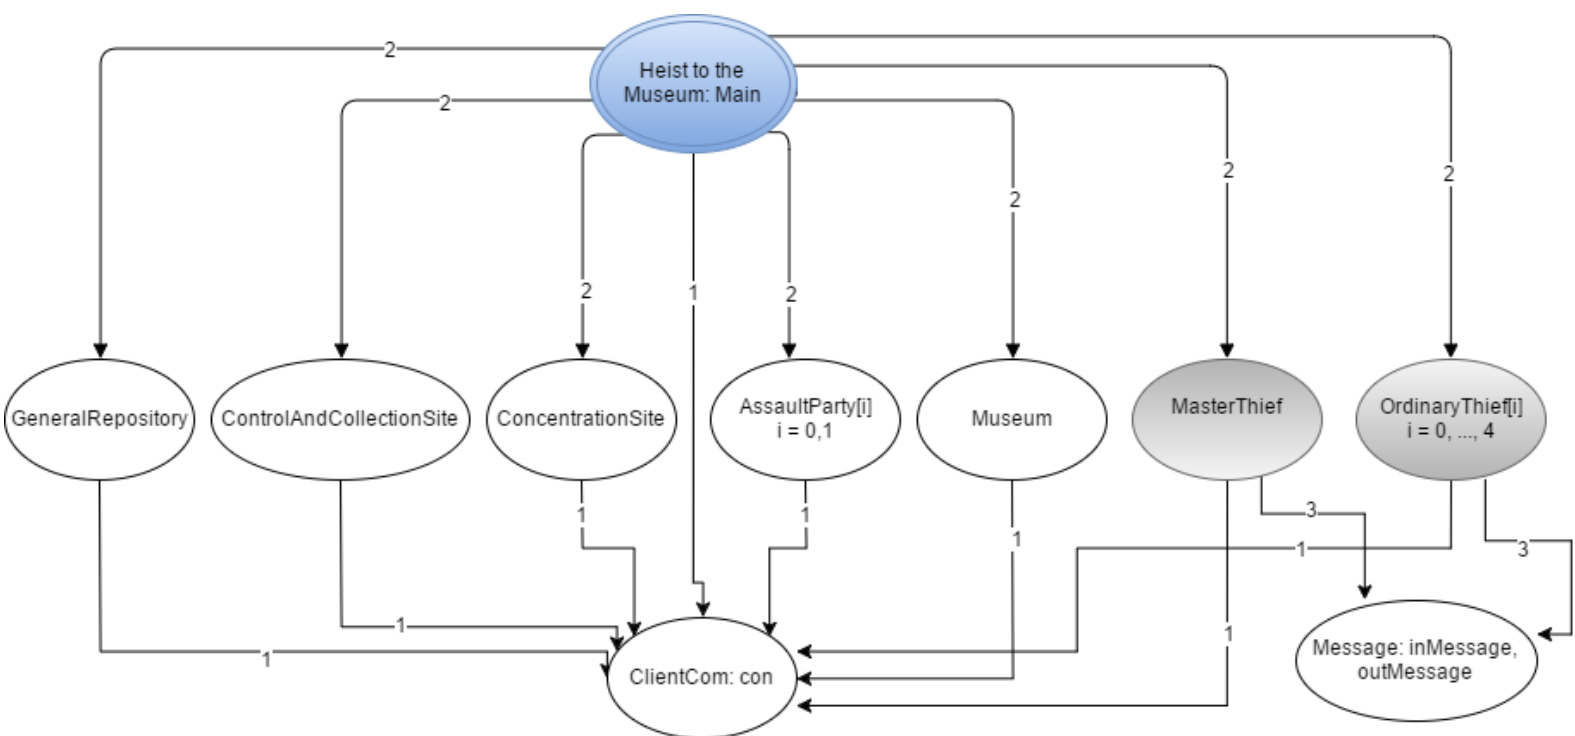 Heist to the
Museum: Main
2
2
2
2
2
2
2
1
GeneralRepository
ControlAndCollectionSite
ConcentrationSite
AssaultParty[i]
i = 0,1
Museum
MasterThief
OrdinaryThief[i]
i = 0, ..., 4
1
1
1
3
1
3
1
1
1
ClientCom: con
Message: inMessage,
outMessage